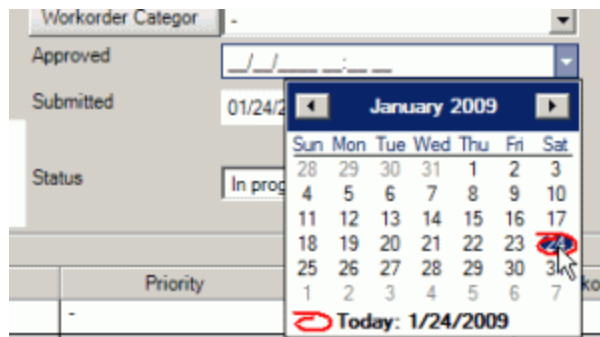 Workorder Categor -
Approved __/__/____ __:__ __
Submitted 01/24/2
January 2009
Sun Mon Tue Wed Thu Fri Sat
28 29 30 31 1 2 3
Status In prog
4 5 6 7 8 9 10
11 12 13 14 15 16 17
18 19 20 21 22 23 24
25 26 27 28 29 30
Priority
1 2 3 4 5 6 7
-
Today: 1/24/2009